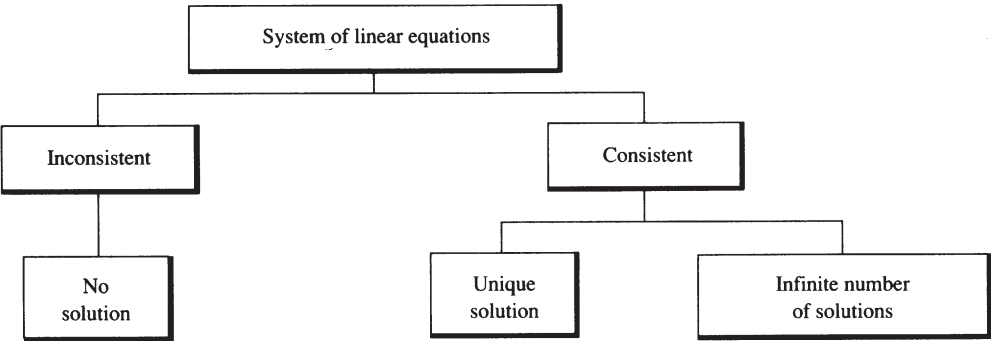 System of linear equations
Inconsistent
Consistent
No
solution
Unique
solution
Infinite number
of solutions